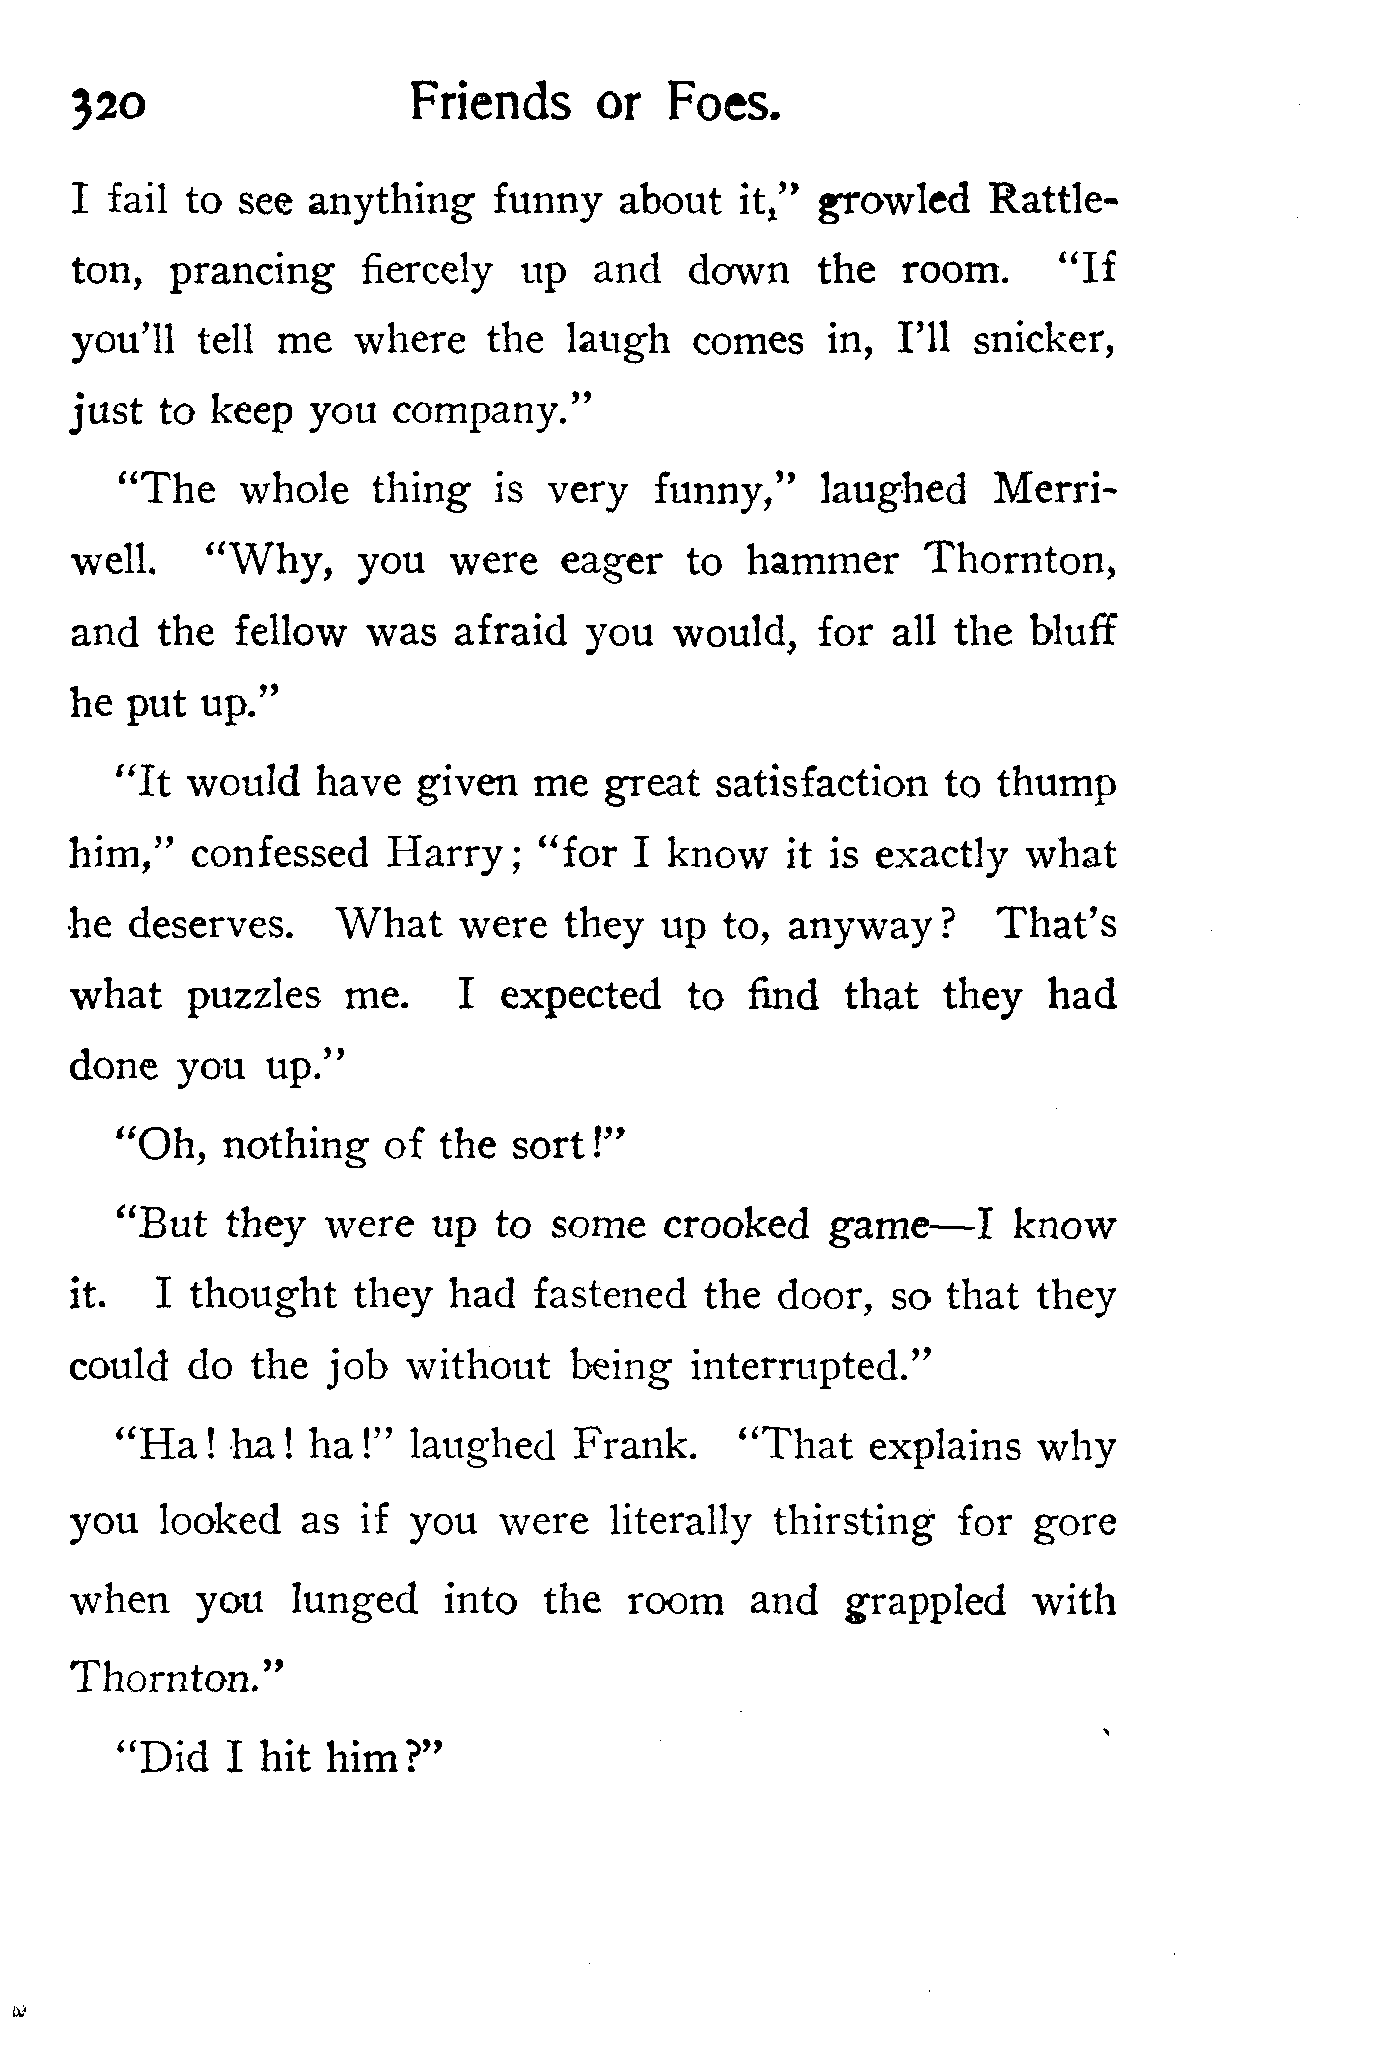 320 Friends or Foes.
I fail to see anything funny about it," growled Rattle-
ton, prancing fiercely up and down the room. "If
you'll tell me where the laugh comes in, I'll snicker,
just to keep you company."
"The whole thing is very funny," laughed Merri-
well. "Why, you were eager to hammer Thornton,
and the fellow was afraid you would, for all the bluff
he put up."
"It would have given me great satisfaction to thump
him," confessed Harry; "for I know it is exactly what
he deserves. What were they up to, anyway? That's
what puzzles me. I expected to find that they had
done you up."
"Oh, nothing of the sort!"
"But they were up to some crooked game—I know
it. I thought they had fastened the door, so that they
could do the job without being interrupted."
"Ha! ha! ha!" laughed Frank. "That explains why
you looked as if you were literally thirsting for gore
when you lunged into the room and grappled with
Thornton."
"Did I hit him?"